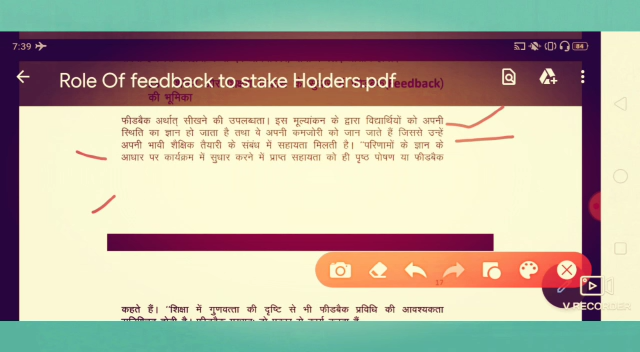 7:39
84
Role Of feedback to stake Holders.pdf
feedback)
की भूमिका
फीडबैक अर्थात् सीखने की उपलब्धता। इस मूल्यांकन के द्वारा विद्यार्थियों को अपनी
स्थिति का ज्ञान हो जाता है तथा ये अपनी कमजोरी को जान जाते हैं जिससे उन्हें
अपनी भावी शैक्षिक तैयारी के संबंध में सहायता मिलती है। "परिणामों के ज्ञान के
आधार पर कार्यक्रम में सुधार करने में प्राप्त सहायता को ही पृष्ठ पोषण या फीडबैक
17
कहते हैं। "शिक्षा में गुणवत्ता की दृष्टि से भी फीडबैक प्रविधि की आवश्यकता
V RECORDER